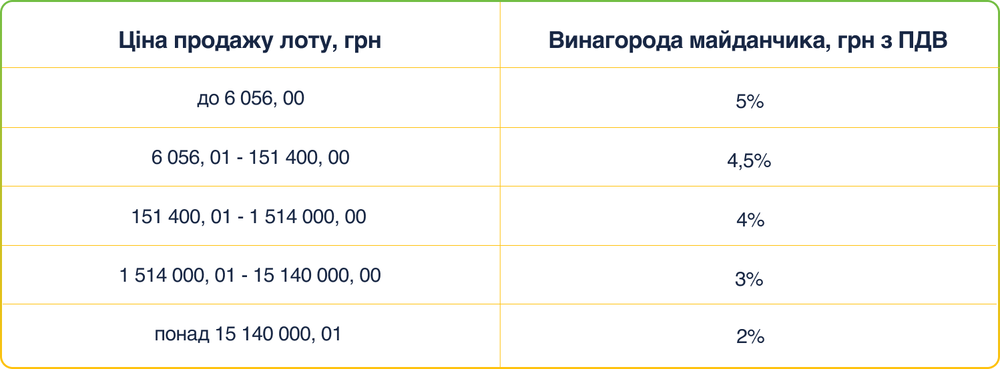 Ціна продажу лоту, грн
Винагорода майданчика, грн з ПДВ
до 6 056, 00
5%
6 056, 01 - 151 400, 00
4,5%
151 400, 01 - 1 514 000, 00
4%
1 514 000, 01 - 15 140 000, 00
3%
понад 15 140 000, 01
2%